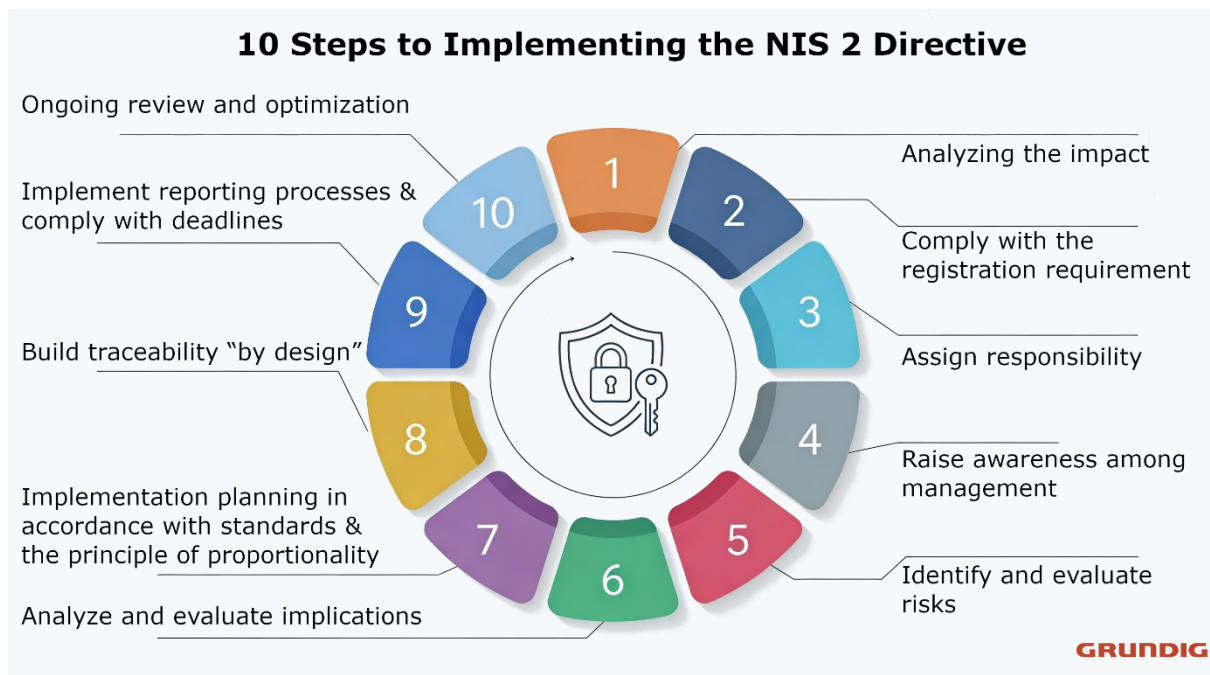 10 Steps to Implementing the NIS 2 Directive
1
Analyzing the impact
2
Comply with the
registration requirement
3
Assign responsibility
4
Raise awareness among
management
5
Identify and evaluate
risks
6
Analyze and evaluate implications
7
Implementation planning in
accordance with standards &
the principle of proportionality
8
Build traceability “by design”
9
Implement reporting processes &
comply with deadlines
10
Ongoing review and optimization
GRUNDIG